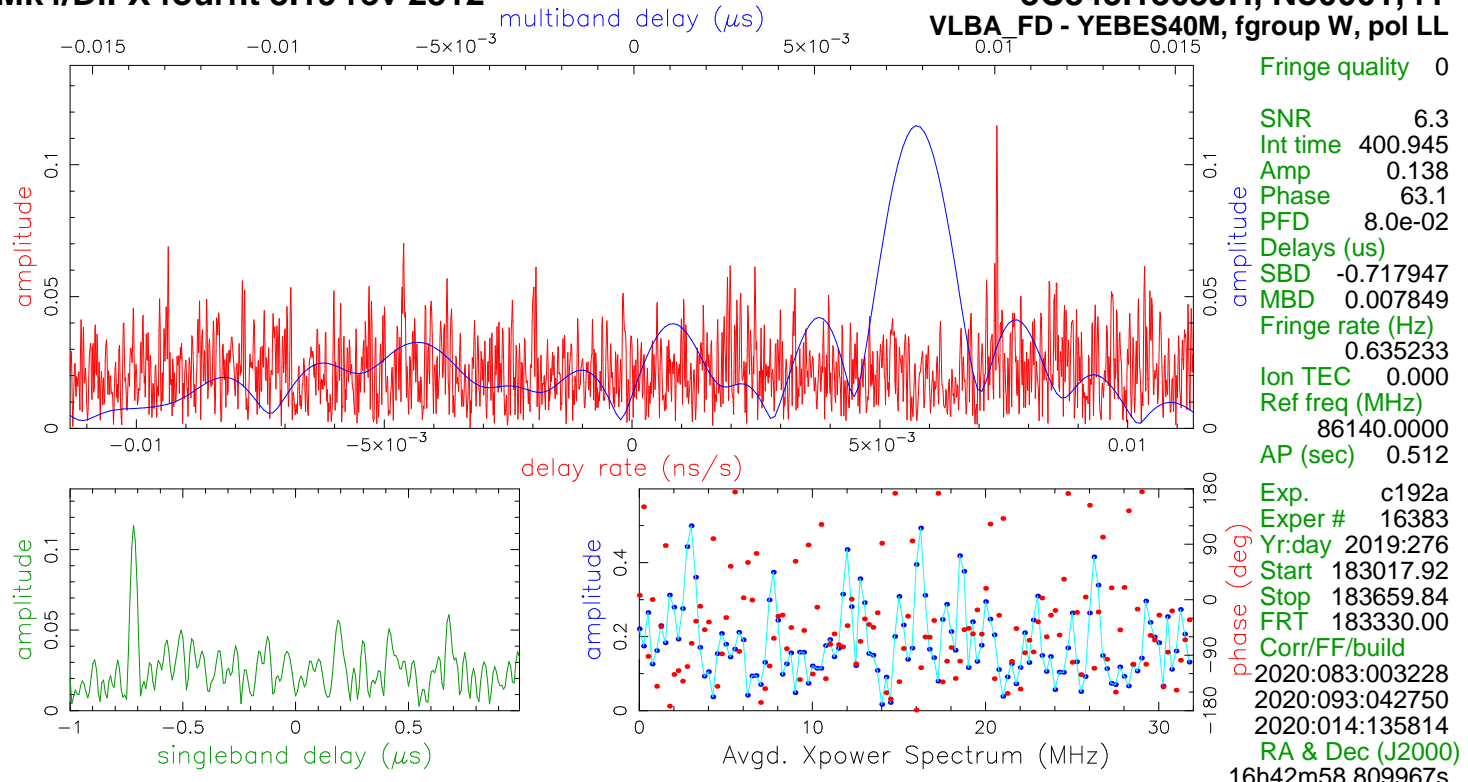 VLBA_FD - YEBES40M, fgroup W, pol LL
multiband delay (μs)
−0.015 −0.01 −5×10⁻³ 0 5×10⁻³ 0.01 0.015
amplitude
0 0.05 0.1
amplitude
0 0.05 0.1
−0.01 −5×10⁻³ 0 5×10⁻³ 0.01
delay rate (ns/s)
Fringe quality 0
SNR 6.3
Int time 400.945
Amp 0.138
Phase 63.1
PFD 8.0e-02
Delays (us)
SBD -0.717947
MBD 0.007849
Fringe rate (Hz)
0.635233
Ion TEC 0.000
Ref freq (MHz)
86140.0000
AP (sec) 0.512
Exp. c192a
Exper # 16383
Yr:day 2019:276
Start 183017.92
Stop 183659.84
FRT 183330.00
Corr/FF/build
2020:083:003228
2020:093:042750
2020:014:135814
RA & Dec (J2000)
16h42m58.809967s
amplitude
0 0.05 0.1
−1 −0.5 0 0.5
singleband delay (μs)
amplitude
0 0.2 0.4
0 10 20 30
Avgd. Xpower Spectrum (MHz)
phase (deg)
−180 −90 0 90 180